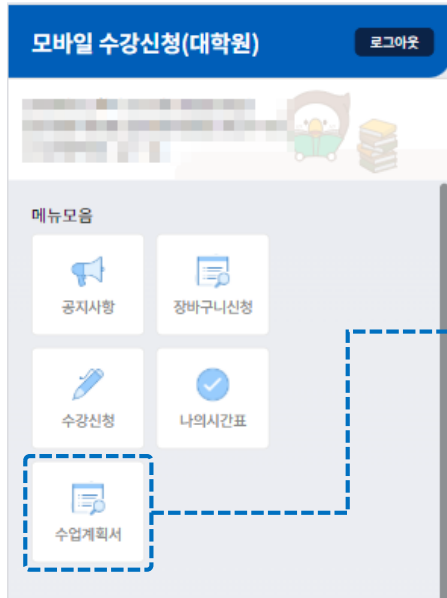 모바일 수강신청(대학원)
로그아웃
메뉴모음
공지사항
장바구니신청
수강신청
나의시간표
수업계획서